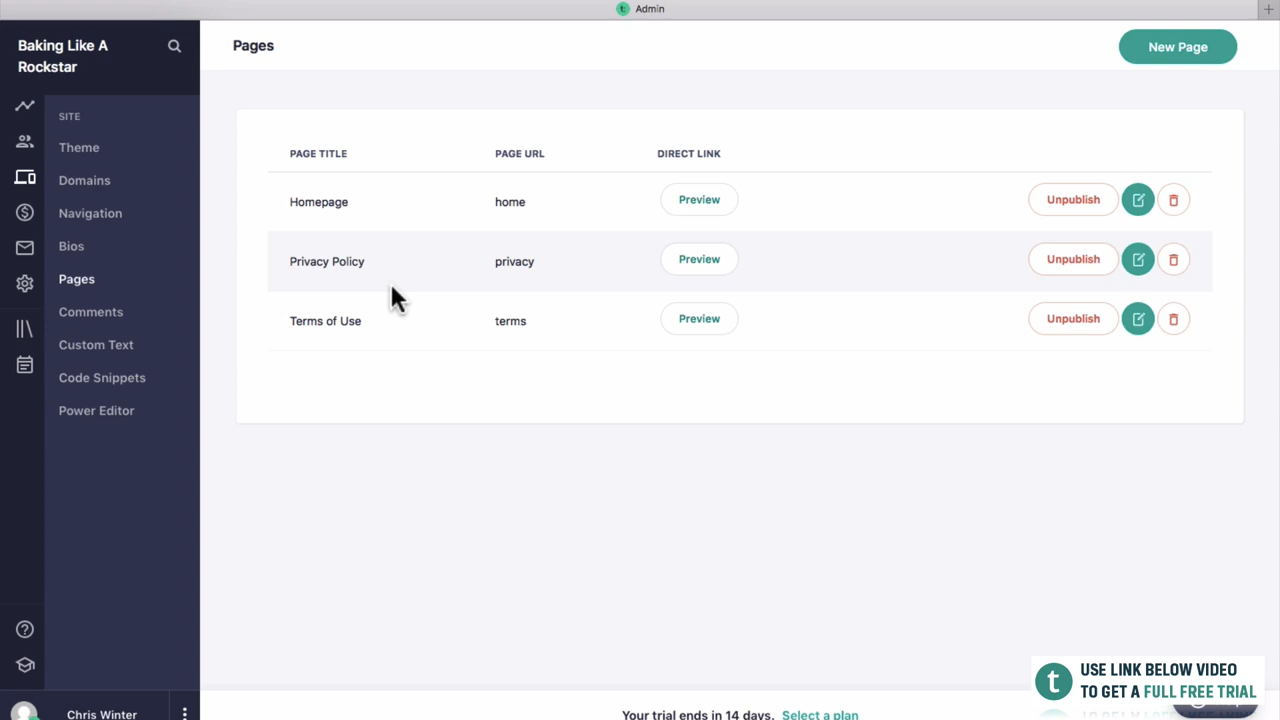 Admin
Baking Like A
Rockstar
Pages
New Page
SITE
Theme
Domains
Navigation
Bios
Pages
Comments
Custom Text
Code Snippets
Power Editor
PAGE TITLE PAGE URL DIRECT LINK
Homepage home Preview Unpublish
Privacy Policy privacy Preview Unpublish
Terms of Use terms Preview Unpublish
Chris Winter
Your trial ends in 14 days. Select a plan
t USE LINK BELOW VIDEO
TO GET A FULL FREE TRIAL